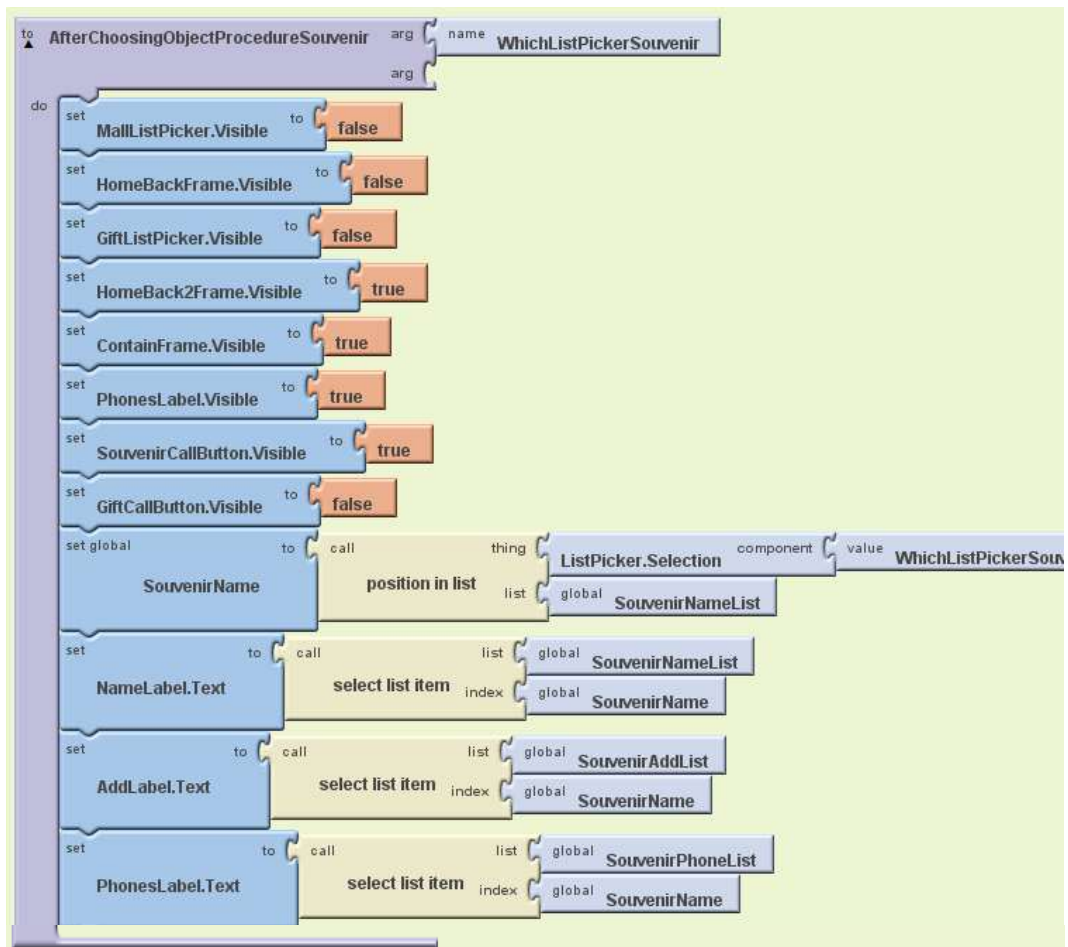 to AfterChoosingObjectProcedureSouvenir arg name WhichListPickerSouvenir
arg
do
set MallListPicker.Visible to false
set HomeBackFrame.Visible to false
set GiftListPicker.Visible to false
set HomeBack2Frame.Visible to true
set ContainFrame.Visible to true
set PhonesLabel.Visible to true
set SouvenirCallButton.Visible to true
set GiftCallButton.Visible to false
set global SouvenirName to call position in list thing ListPicker.Selection component value WhichListPickerSouv
list global SouvenirNameList
set NameLabel.Text to call select list item list global SouvenirNameList
index global SouvenirName
set AddLabel.Text to call select list item list global SouvenirAddList
index global SouvenirName
set PhonesLabel.Text to call select list item list global SouvenirPhoneList
index global SouvenirName